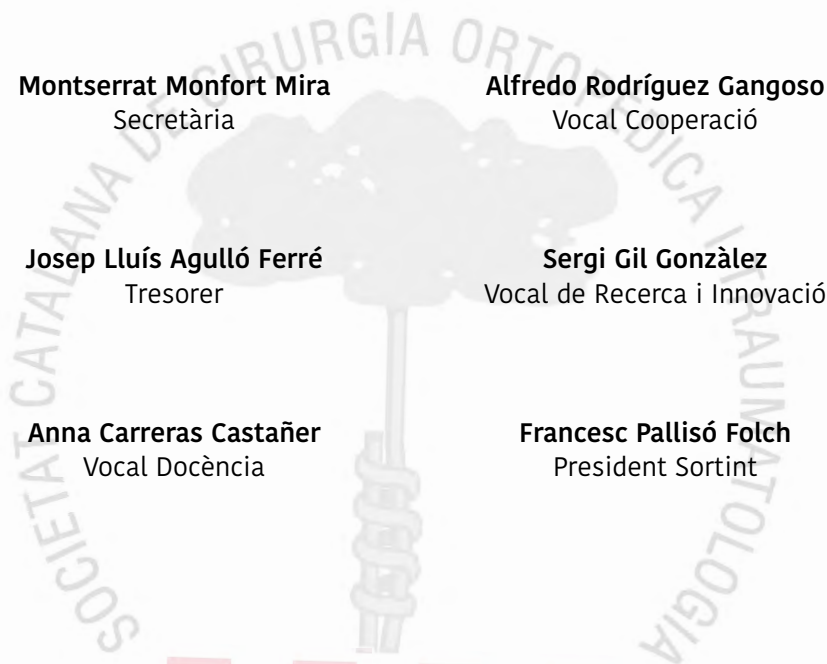 SOCIETAT CATALANA DE CIRURGIA ORTOPÈDICA I TRAUMATOLOGIA
Montserrat Monfort Mira
Secretària
Alfredo Rodríguez Gangoso
Vocal Cooperació
Josep Lluís Agulló Ferré
Tresorer
Sergi Gil Gonzàlez
Vocal de Recerca i Innovació
Anna Carreras Castañer
Vocal Docència
Francesc Pallisó Folch
President Sortint